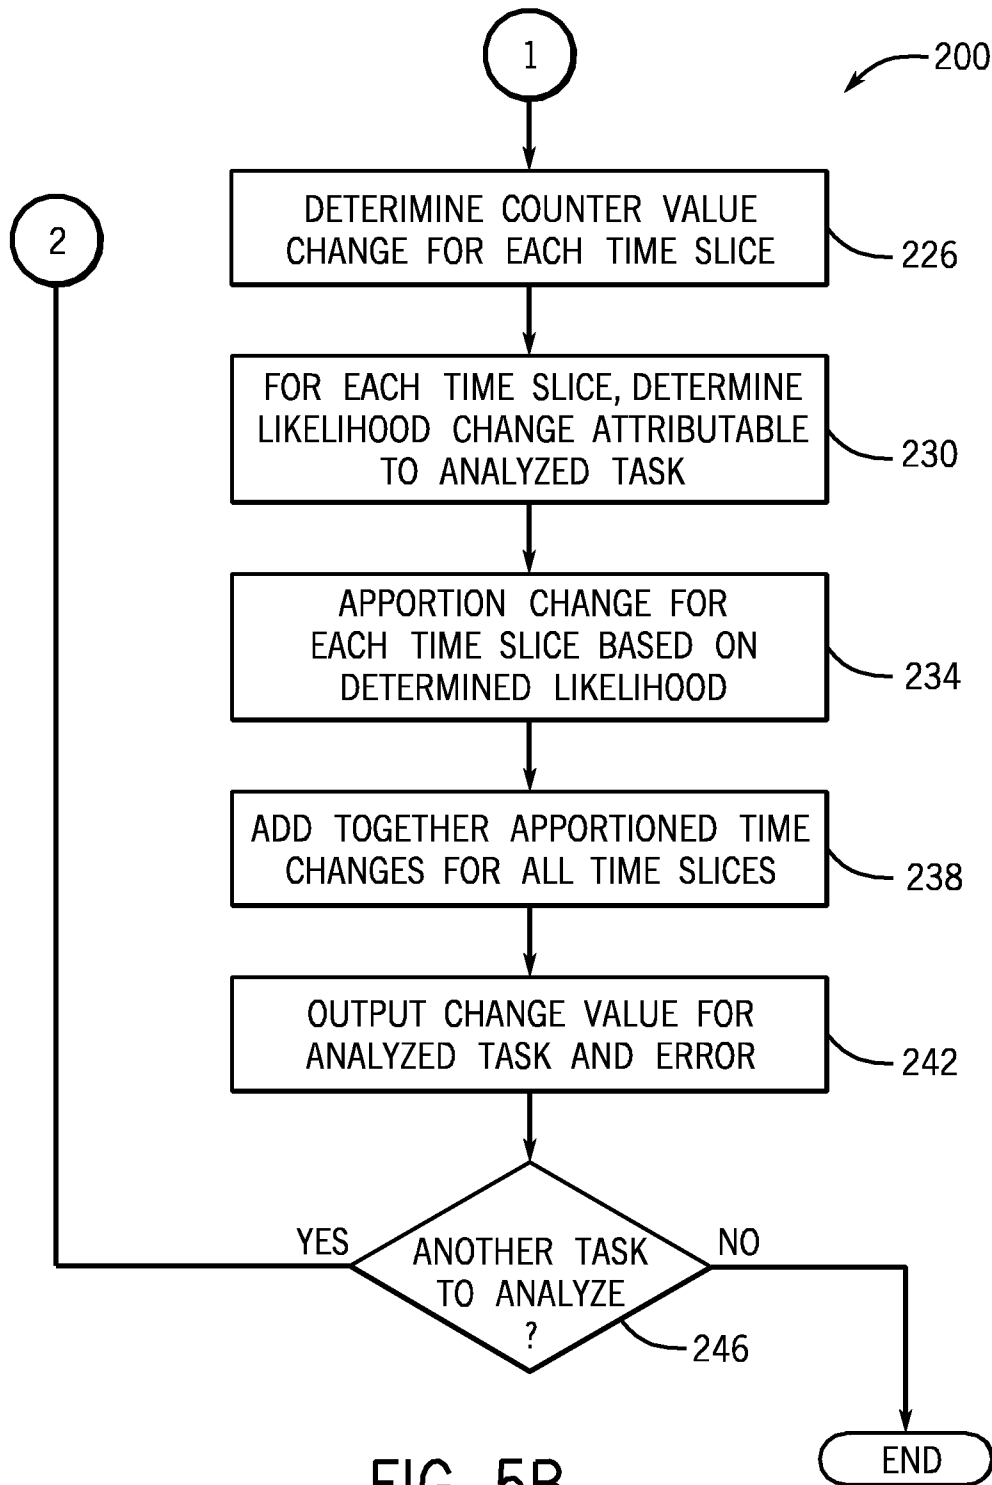 1
200
2
DETERIMINE COUNTER VALUE
CHANGE FOR EACH TIME SLICE
226
FOR EACH TIME SLICE, DETERMINE
LIKELIHOOD CHANGE ATTRIBUTABLE
TO ANALYZED TASK
230
APPORTION CHANGE FOR
EACH TIME SLICE BASED ON
DETERMINED LIKELIHOOD
234
ADD TOGETHER APPORTIONED TIME
CHANGES FOR ALL TIME SLICES
238
OUTPUT CHANGE VALUE FOR
ANALYZED TASK AND ERROR
242
YES
ANOTHER TASK
TO ANALYZE
?
NO
246
END
FIG. 5B